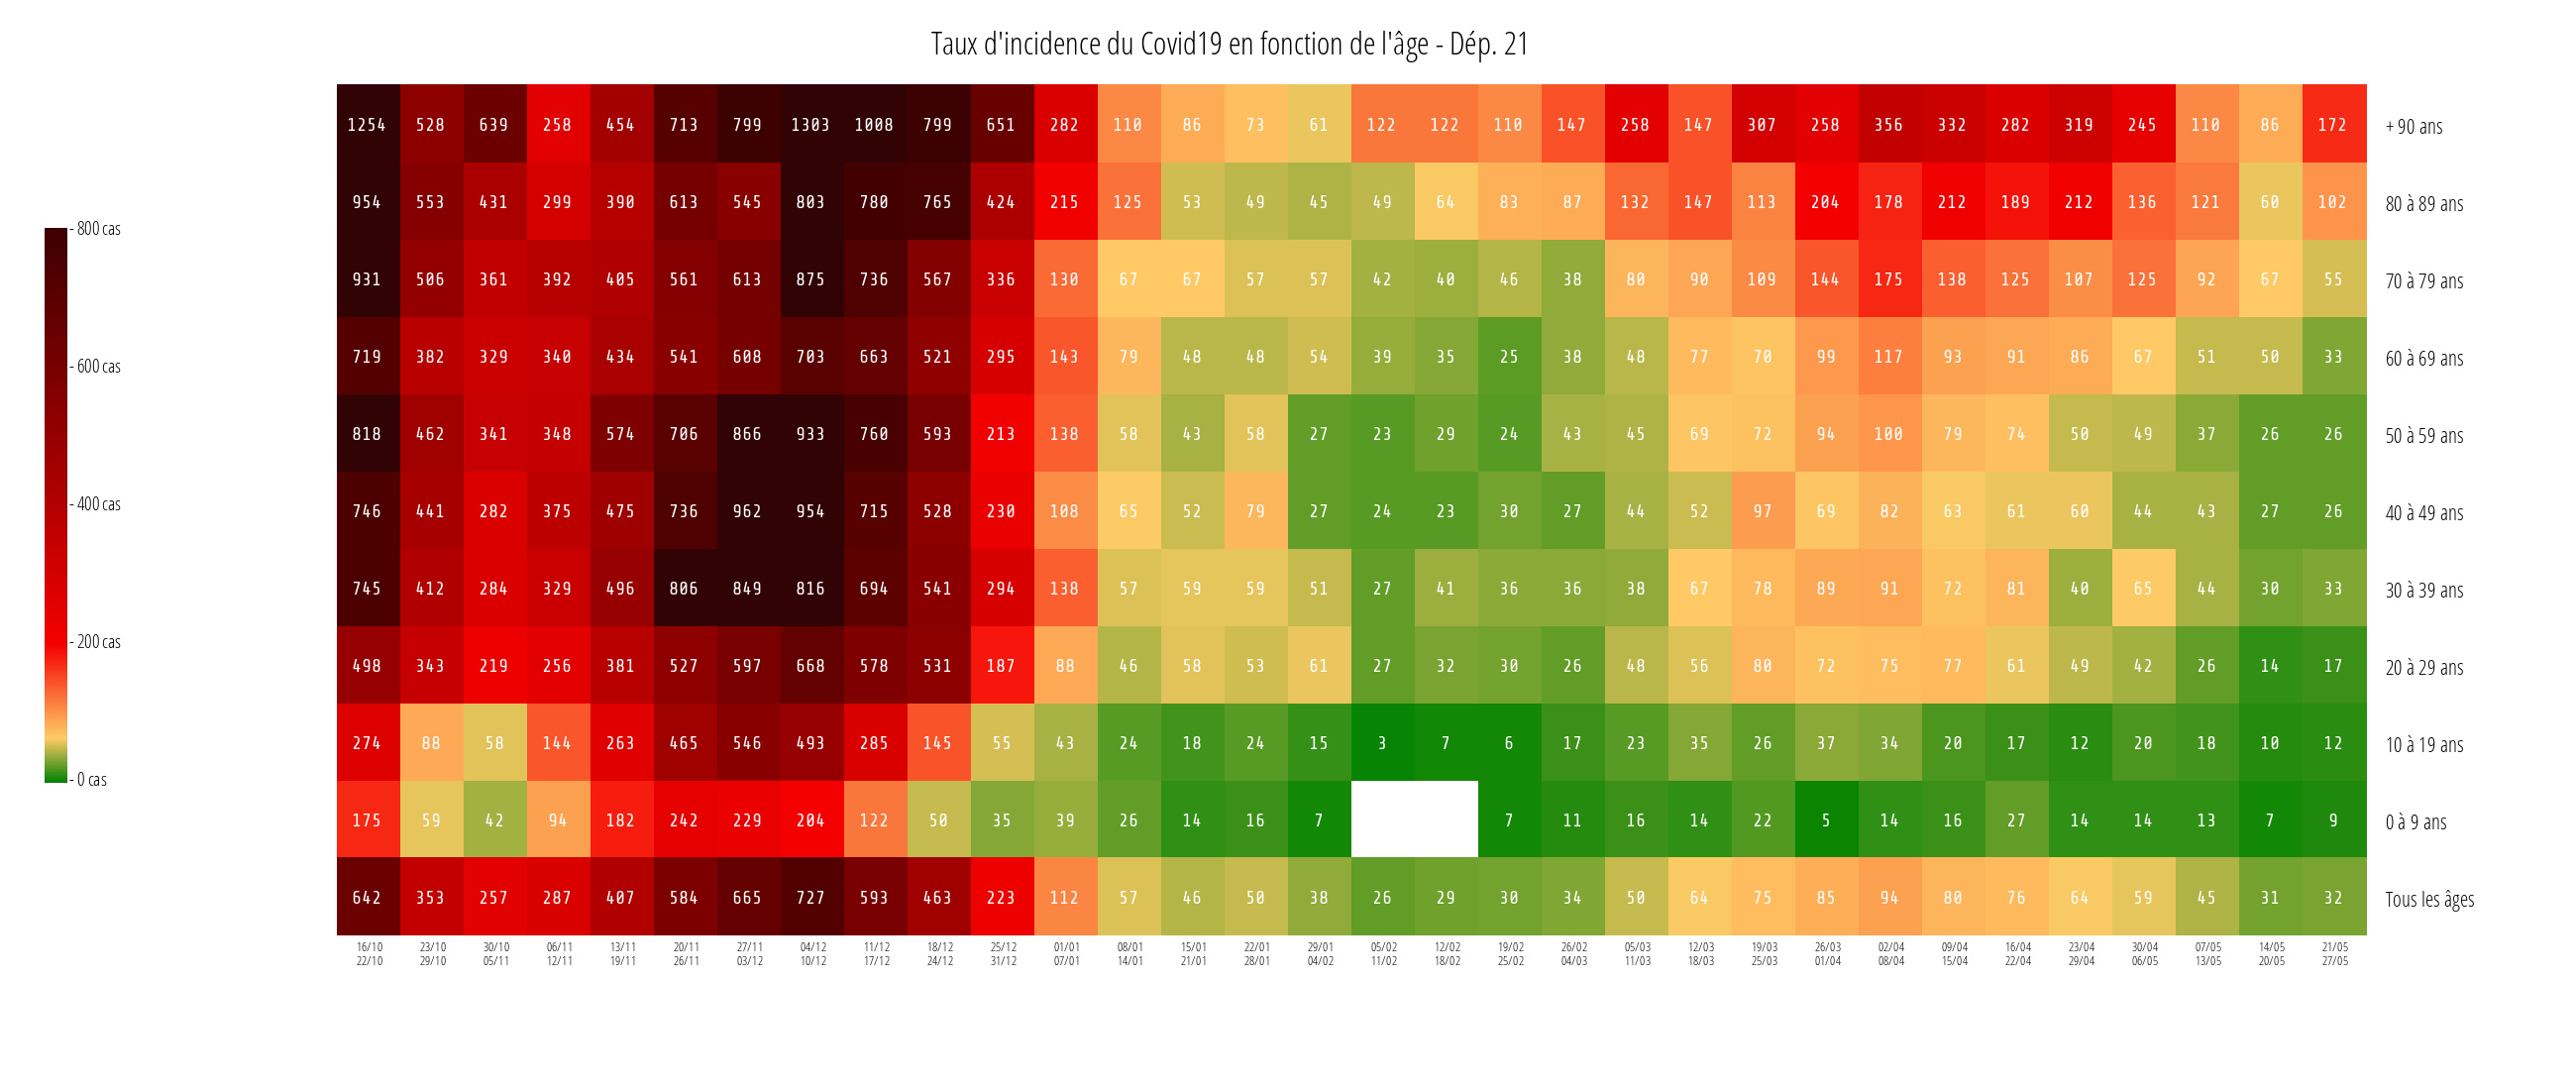 Taux d'incidence du Covid19 en fonction de l'âge - Dép. 21
- 800 cas
- 600 cas
- 400 cas
- 200 cas
- 0 cas
1254 528 639 258 454 713 799 1303 1008 799 651 282 110 86 73 61 122 122 110 147 258 147 307 258 356 332 282 319 245 110 86 172 + 90 ans
954 553 431 299 390 613 545 803 780 765 424 215 125 53 49 45 49 64 83 87 132 147 113 204 178 212 189 212 136 121 60 102 80 à 89 ans
931 506 361 392 405 561 613 875 736 567 336 130 67 67 57 57 42 40 46 38 80 90 109 144 175 138 125 107 125 92 67 55 70 à 79 ans
719 382 329 340 434 541 608 703 663 521 295 143 79 48 48 54 39 35 25 38 48 77 70 99 117 93 91 86 67 51 50 33 60 à 69 ans
818 462 341 348 574 706 866 933 760 593 213 138 58 43 58 27 23 29 24 43 45 69 72 94 100 79 74 50 49 37 26 26 50 à 59 ans
746 441 282 375 475 736 962 954 715 528 230 108 65 52 79 27 24 23 30 27 44 52 97 69 82 63 61 60 44 43 27 26 40 à 49 ans
745 412 284 329 496 806 849 816 694 541 294 138 57 59 59 51 27 41 36 36 38 67 78 89 91 72 81 40 65 44 30 33 30 à 39 ans
498 343 219 256 381 527 597 668 578 531 187 88 46 58 53 61 27 32 30 26 48 56 80 72 75 77 61 49 42 26 14 17 20 à 29 ans
274 88 58 144 263 465 546 493 285 145 55 43 24 18 24 15 3 7 6 17 23 35 26 37 34 20 17 12 20 18 10 12 10 à 19 ans
175 59 42 94 182 242 229 204 122 50 35 39 26 14 16 7 7 11 16 14 22 5 14 16 27 14 14 13 7 9 0 à 9 ans
642 353 257 287 407 584 665 727 593 463 223 112 57 46 50 38 26 29 30 34 50 64 75 85 94 80 76 64 59 45 31 32 Tous les âges
16/10 23/10 30/10 06/11 13/11 20/11 27/11 04/12 11/12 18/12 25/12 01/01 08/01 15/01 22/01 29/01 05/02 12/02 19/02 26/02 05/03 12/03 19/03 26/03 02/04 09/04 16/04 23/04 30/04 07/05 14/05 21/05
22/10 29/10 05/11 12/11 19/11 26/11 03/12 10/12 17/12 24/12 31/12 07/01 14/01 21/01 28/01 04/02 11/02 18/02 25/02 04/03 11/03 18/03 25/03 01/04 08/04 15/04 22/04 29/04 06/05 13/05 20/05 27/05